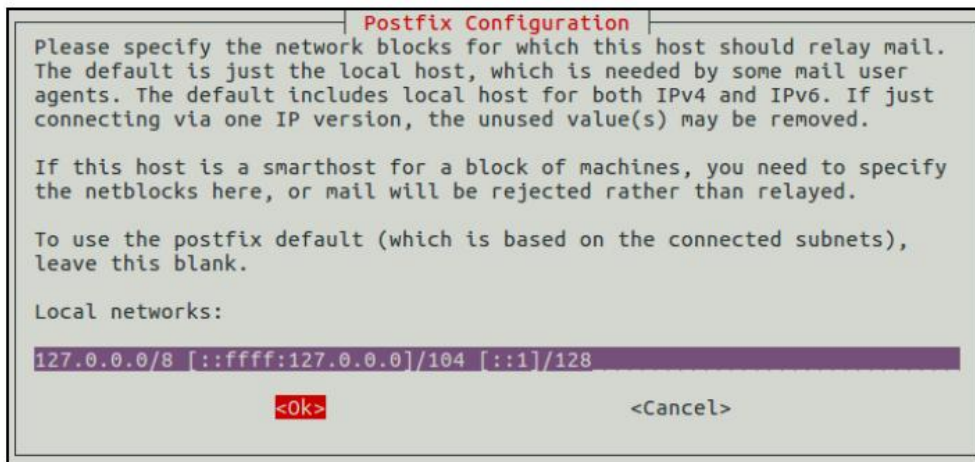 Postfix Configuration
Please specify the network blocks for which this host should relay mail.
The default is just the local host, which is needed by some mail user
agents. The default includes local host for both IPv4 and IPv6. If just
connecting via one IP version, the unused value(s) may be removed.
If this host is a smarthost for a block of machines, you need to specify
the netblocks here, or mail will be rejected rather than relayed.
To use the postfix default (which is based on the connected subnets),
leave this blank.
Local networks:
127.0.0.0/8 [::ffff:127.0.0.0]/104 [::1]/128
<Ok> <Cancel>